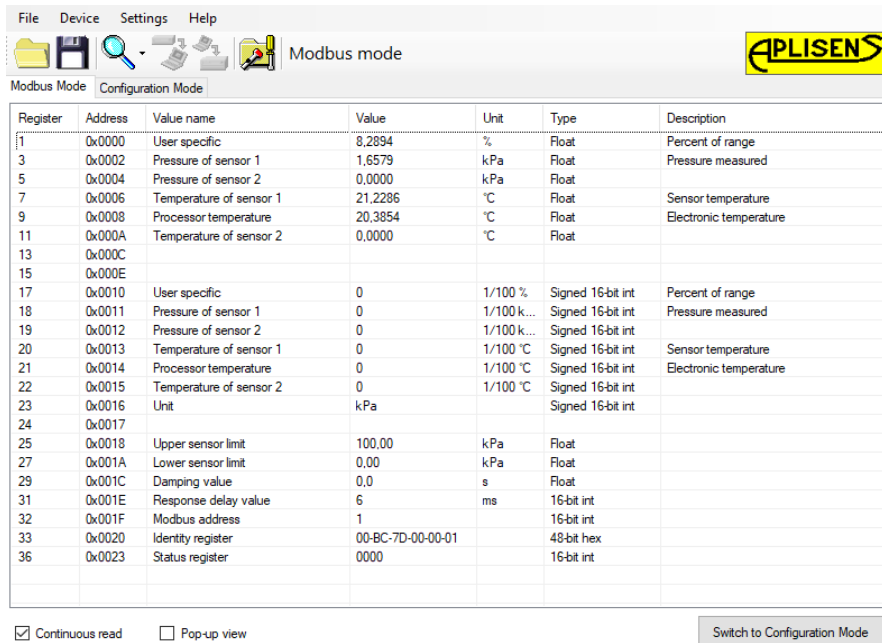 File Device Settings Help
Modbus mode
APLISENS
Modbus Mode Configuration Mode
Register Address Value name Value Unit Type Description
1 0x0000 User specific 8,2894 % Float Percent of range
3 0x0002 Pressure of sensor 1 1,6579 kPa Float Pressure measured
5 0x0004 Pressure of sensor 2 0,0000 kPa Float
7 0x0006 Temperature of sensor 1 21,2286 °C Float Sensor temperature
9 0x0008 Processor temperature 20,3854 °C Float Electronic temperature
11 0x000A Temperature of sensor 2 0,0000 °C Float
13 0x000C
15 0x000E
17 0x0010 User specific 0 1/100 % Signed 16-bit int Percent of range
18 0x0011 Pressure of sensor 1 0 1/100 k... Signed 16-bit int Pressure measured
19 0x0012 Pressure of sensor 2 0 1/100 k... Signed 16-bit int
20 0x0013 Temperature of sensor 1 0 1/100 °C Signed 16-bit int Sensor temperature
21 0x0014 Processor temperature 0 1/100 °C Signed 16-bit int Electronic temperature
22 0x0015 Temperature of sensor 2 0 1/100 °C Signed 16-bit int
23 0x0016 Unit kPa Signed 16-bit int
24 0x0017
25 0x0018 Upper sensor limit 100,00 kPa Float
27 0x001A Lower sensor limit 0,00 kPa Float
29 0x001C Damping value 0,0 s Float
31 0x001E Response delay value 6 ms 16-bit int
32 0x001F Modbus address 1 16-bit int
33 0x0020 Identity register 00-BC-7D-00-00-01 48-bit hex
36 0x0023 Status register 0000 16-bit int
Continuous read Pop-up view Switch to Configuration Mode